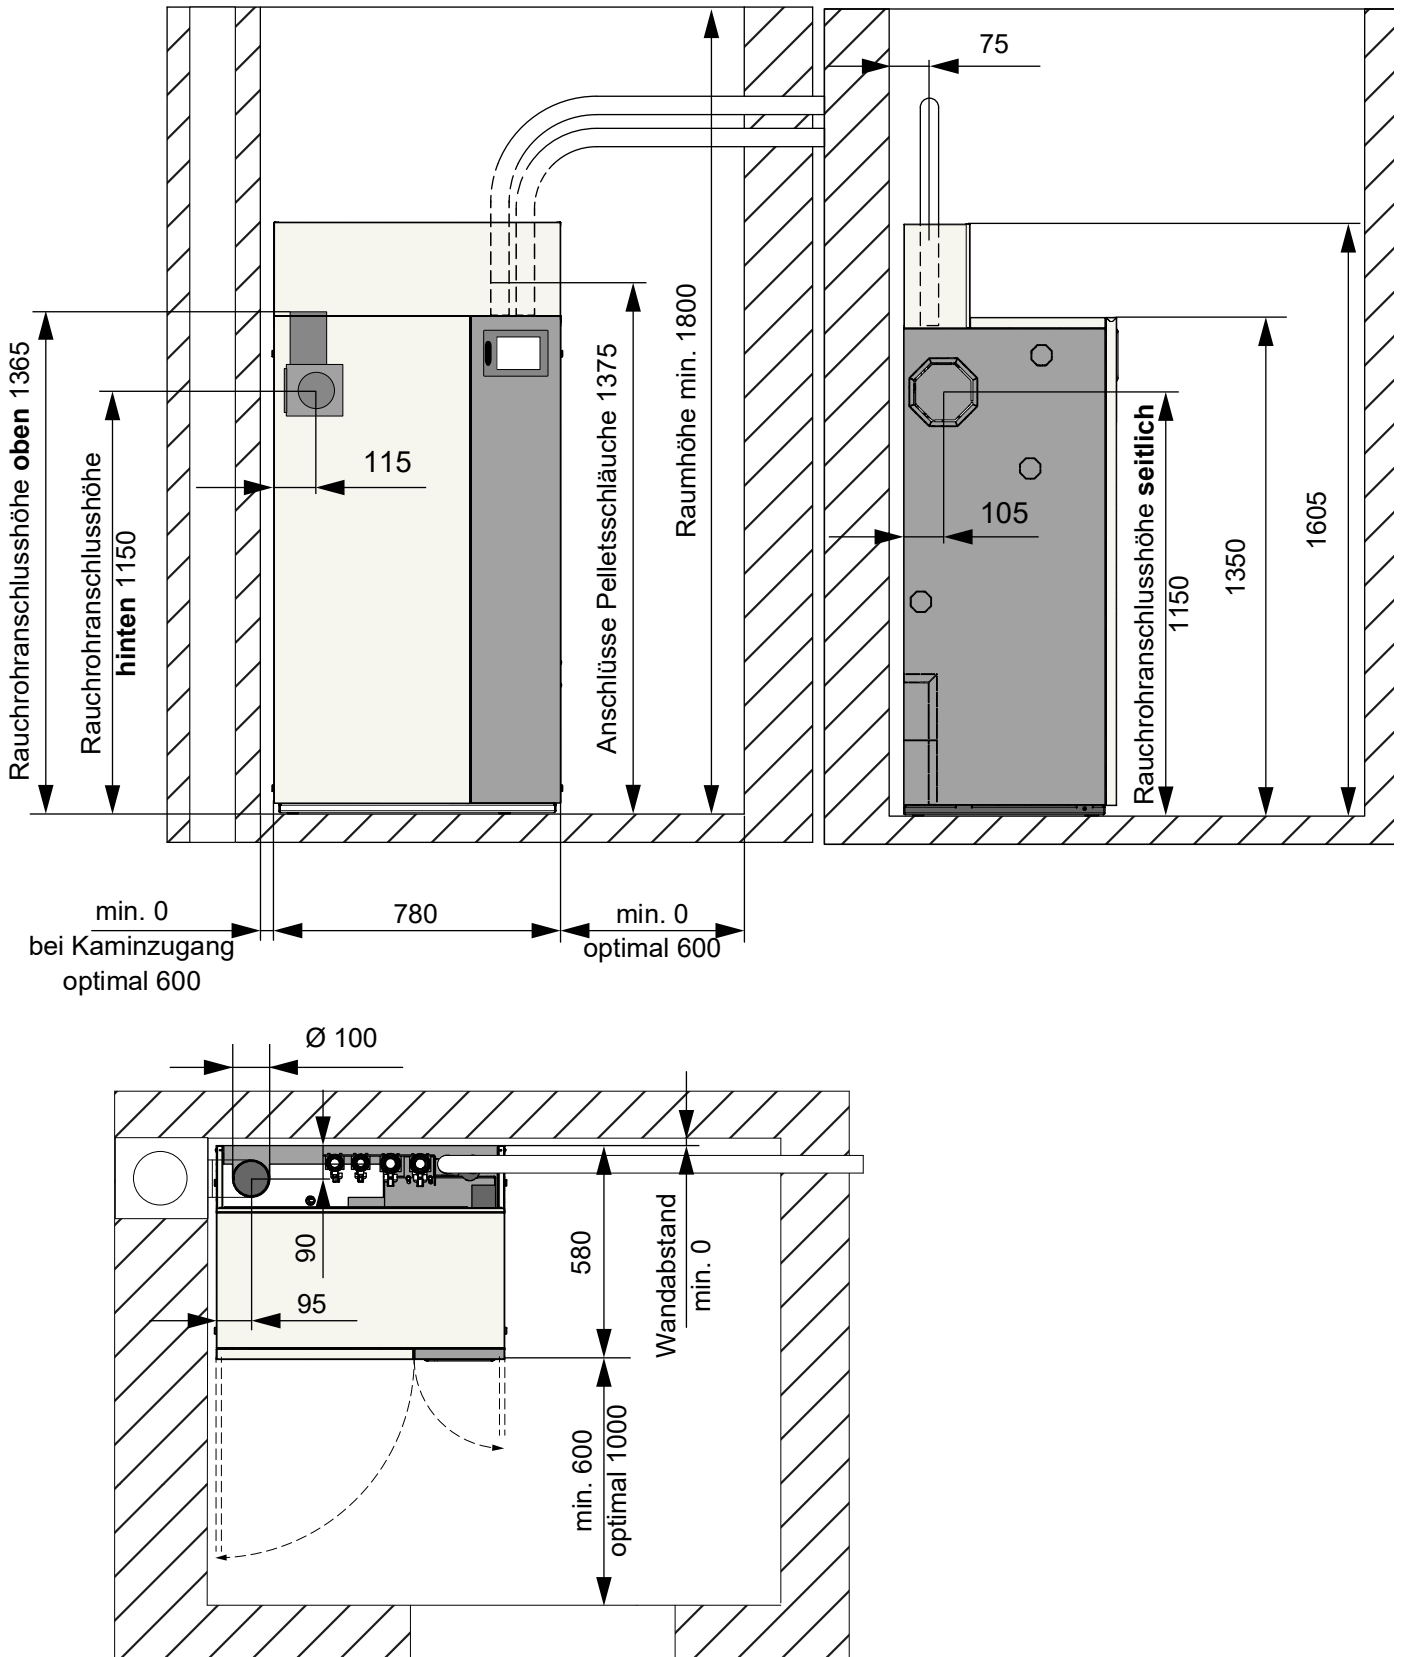 75
Rauchrohranschlusshöhe oben 1365
Rauchrohranschlusshöhe
hinten 1150
115
Anschlüsse Pelletsschläuche 1375
Raumhöhe min. 1800
105
Rauchrohranschlusshöhe seitlich
1150
1350
1605
min. 0
bei Kaminzugang
optimal 600
780
min. 0
optimal 600
Ø 100
90
95
580
Wandabstand
min. 0
min. 600
optimal 1000